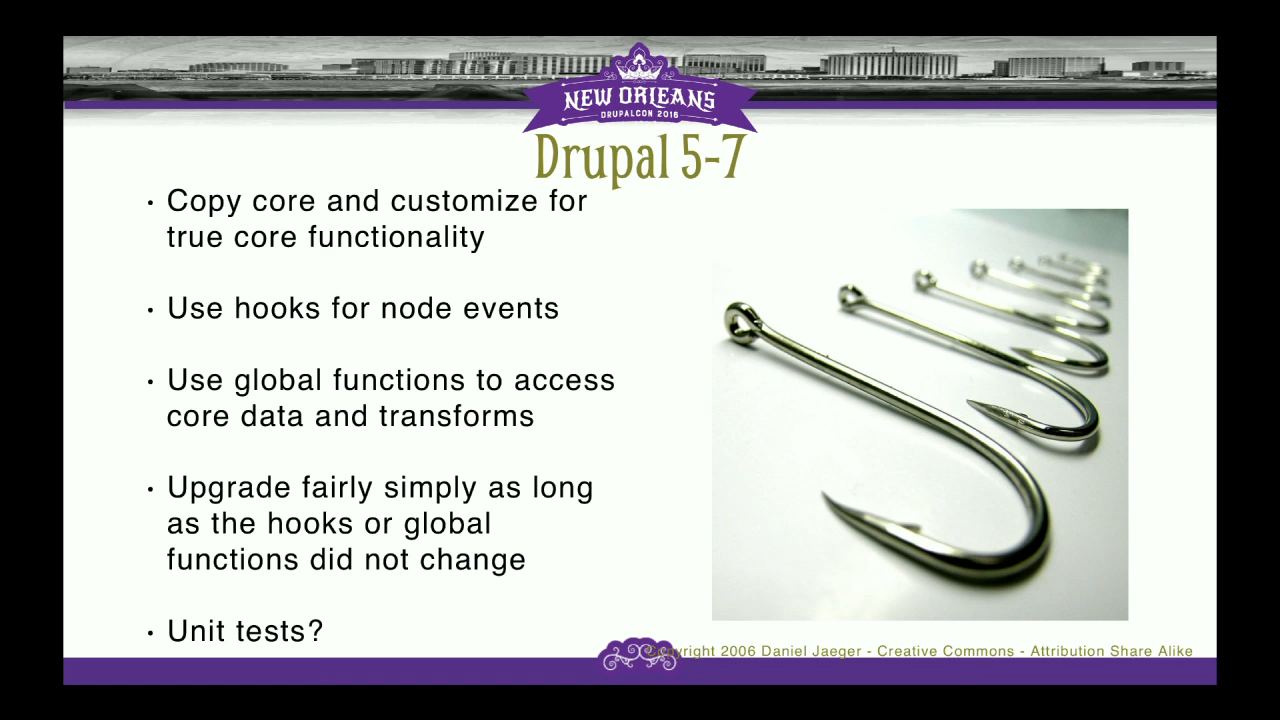 NEW ORLEANS
DRUPALCON 2016
Drupal 5-7
• Copy core and customize for
true core functionality
• Use hooks for node events
• Use global functions to access
core data and transforms
• Upgrade fairly simply as long
as the hooks or global
functions did not change
• Unit tests?
Copyright 2006 Daniel Jaeger - Creative Commons - Attribution Share Alike